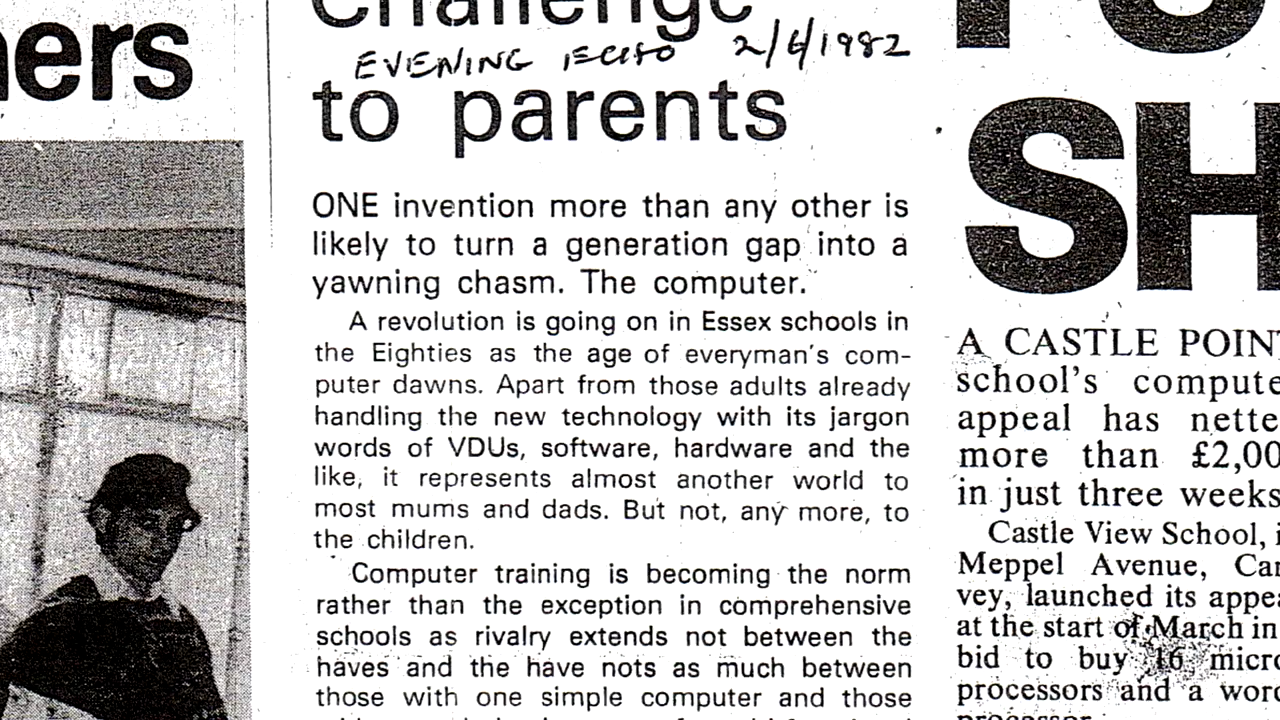 Challenge
EVENING ECHO 2/4/1982
to parents
ONE invention more than any other is
likely to turn a generation gap into a
yawning chasm. The computer.
A revolution is going on in Essex schools in
the Eighties as the age of everyman's com-
puter dawns. Apart from those adults already
handling the new technology with its jargon
words of VDUs, software, hardware and the
like, it represents almost another world to
most mums and dads. But not, any more, to
the children.
Computer training is becoming the norm
rather than the exception in comprehensive
schools as rivalry extends not between the
haves and the have nots as much between
those with one simple computer and those
SH
A CASTLE POINT
school's compute
appeal has nette
more than £2,00
in just three weeks
Castle View School, i
Meppel Avenue, Can
vey, launched its appea
at the start of March in
bid to buy 16 micro
processors and a word
processor